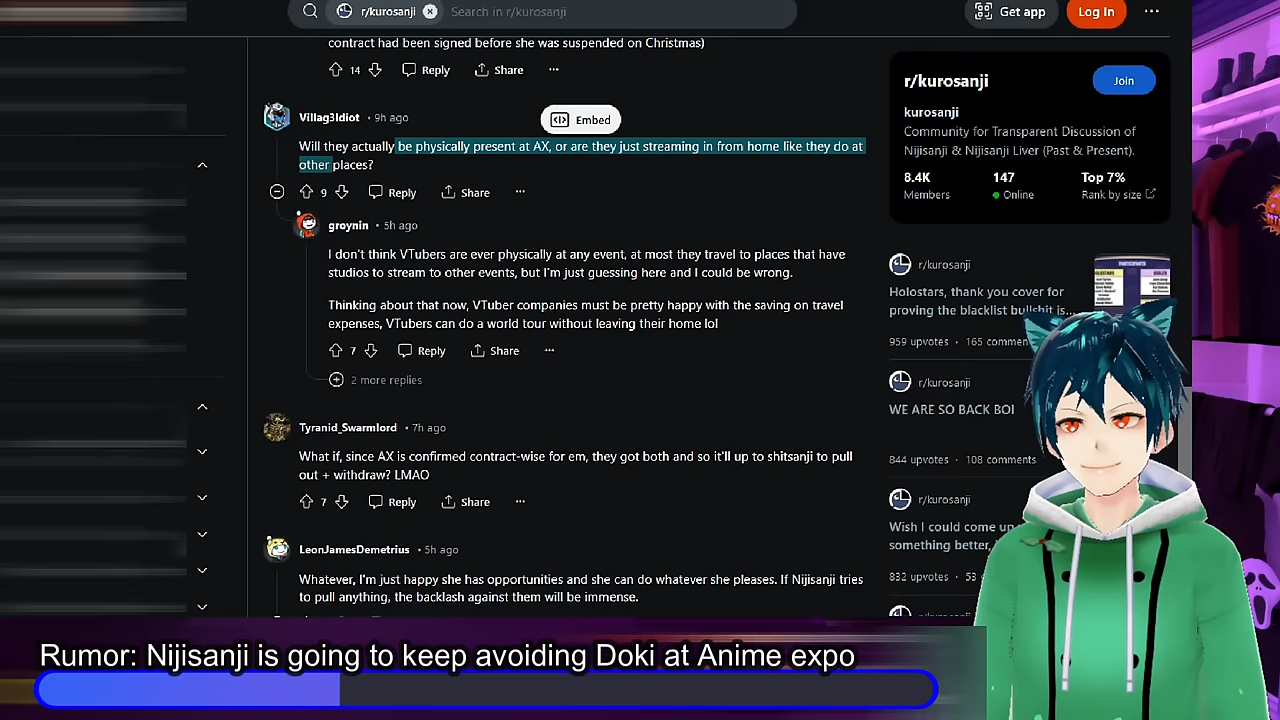 r/kurosanji
Search in r/kurosanji
Get app
Log In
contract had been signed before she was suspended on Christmas)
14
Reply
Share
Villag3Idiot • 9h ago
Embed
Will they actually be physically present at AX, or are they just streaming in from home like they do at
other places?
9
Reply
Share
groynin • 5h ago
I don't think VTubers are ever physically at any event, at most they travel to places that have
studios to stream to other events, but I'm just guessing here and I could be wrong.
Thinking about that now, VTuber companies must be pretty happy with the saving on travel
expenses, VTubers can do a world tour without leaving their home lol
7
Reply
Share
2 more replies
Tyranid_Swarmlord • 7h ago
What if, since AX is confirmed contract-wise for em, they got both and so it'll up to shitsanji to pull
out + withdraw? LMAO
7
Reply
Share
LeonJamesDemetrius • 5h ago
Whatever, I'm just happy she has opportunities and she can do whatever she pleases. If Nijisanji tries
to pull anything, the backlash against them will be immense.
r/kurosanji
Join
kurosanji
Community for Transparent Discussion of
Nijisanji & Nijisanji Liver (Past & Present).
8.4K
147
Top 7%
Members
Online
Rank by size
r/kurosanji
Holostars, thank you cover for
proving the blacklist bullshit is...
959 upvotes • 165 commen
r/kurosanji
WE ARE SO BACK BOI
844 upvotes • 108 comments
r/kurosanji
Wish I could come up
something better,
832 upvotes • 53
Rumor: Nijisanji is going to keep avoiding Doki at Anime expo